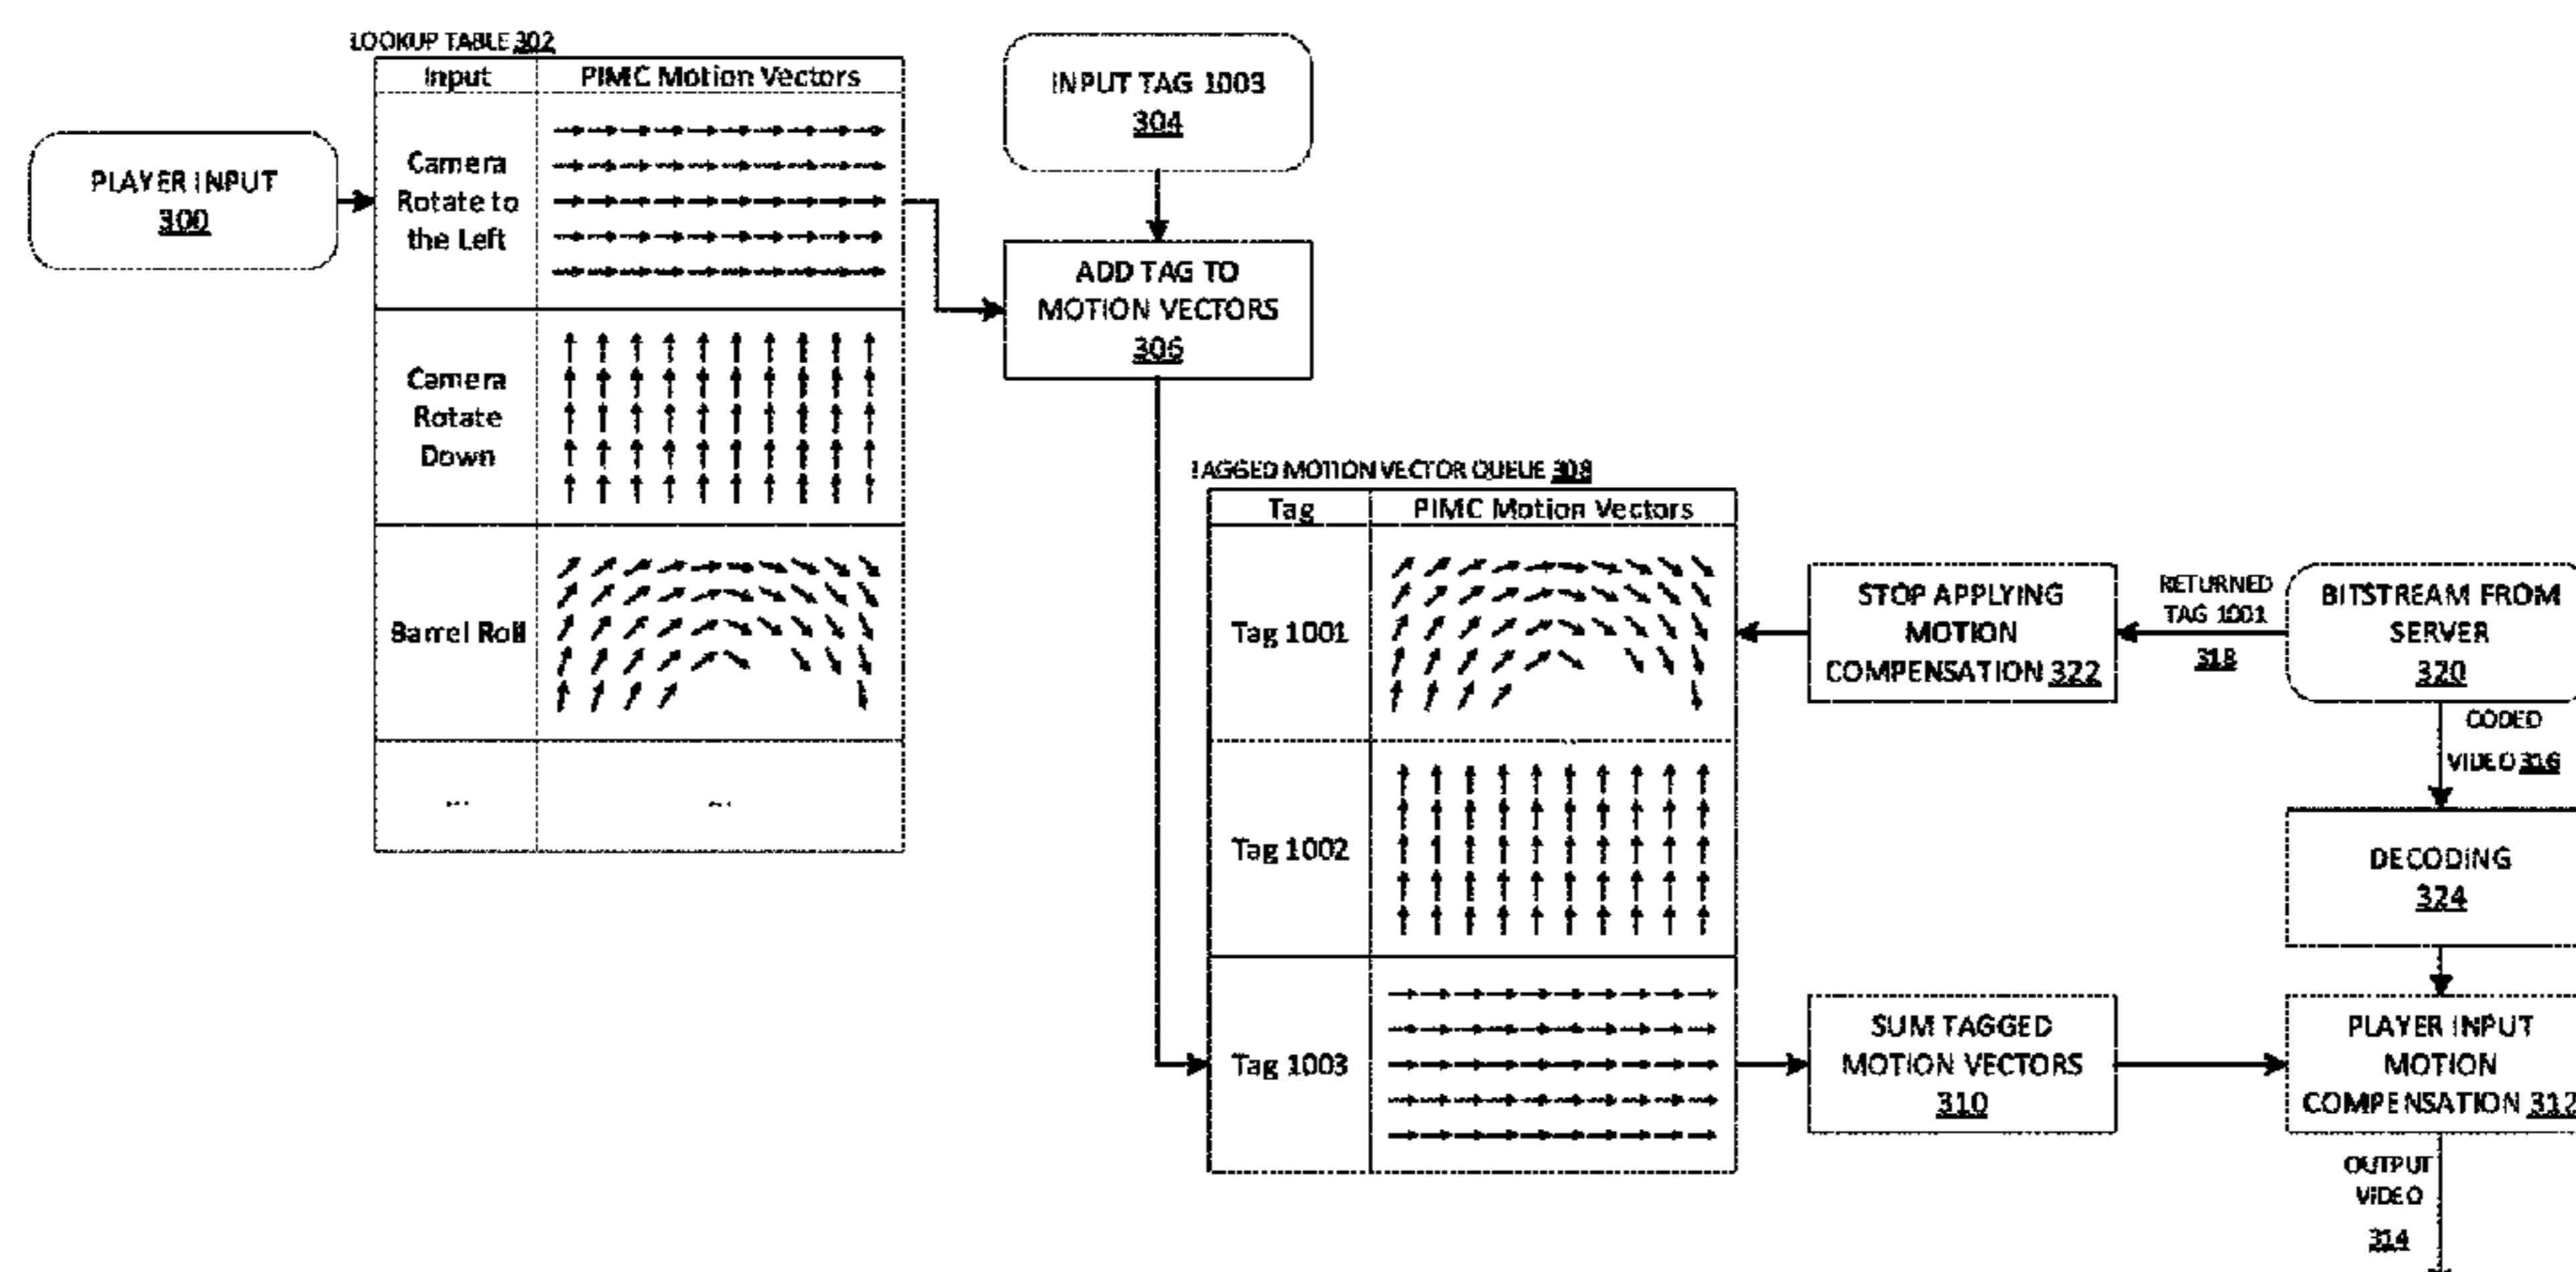 LOOKUP TABLE 302
Input PIMC Motion Vectors
PLAYER INPUT
300
Camera
Rotate to
the Left
Camera
Rotate
Down
Barrel Roll
... ...
INPUT TAG 1003
304
ADD TAG TO
MOTION VECTORS
306
TAGGED MOTION VECTOR QUEUE 308
Tag PIMC Motion Vectors
Tag 1001
Tag 1002
Tag 1003
STOP APPLYING
MOTION
COMPENSATION 322
RETURNED
TAG 1001
318
BITSTREAM FROM
SERVER
320
CODED
VIDEO 316
DECODING
324
SUM TAGGED
MOTION VECTORS
310
PLAYER INPUT
MOTION
COMPENSATION 312
OUTPUT
VIDEO
314